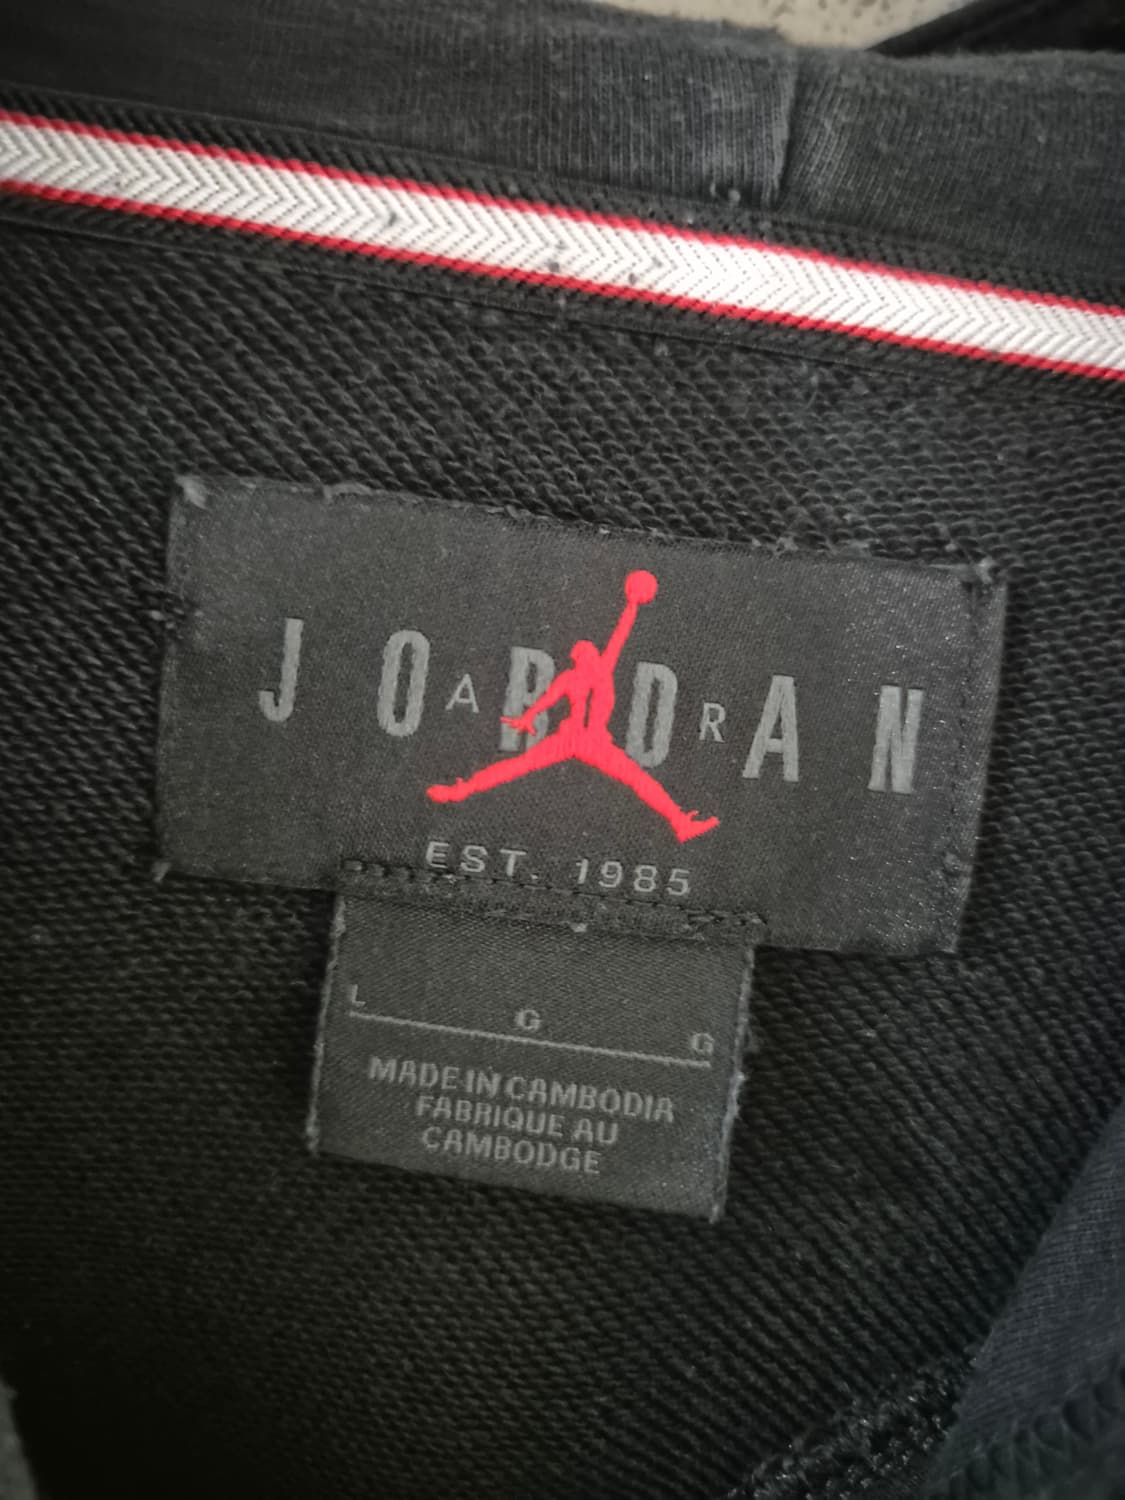 JORDAN
AIR
EST. 1985
L G G
MADE IN CAMBODIA
FABRIQUE AU
CAMBODGE